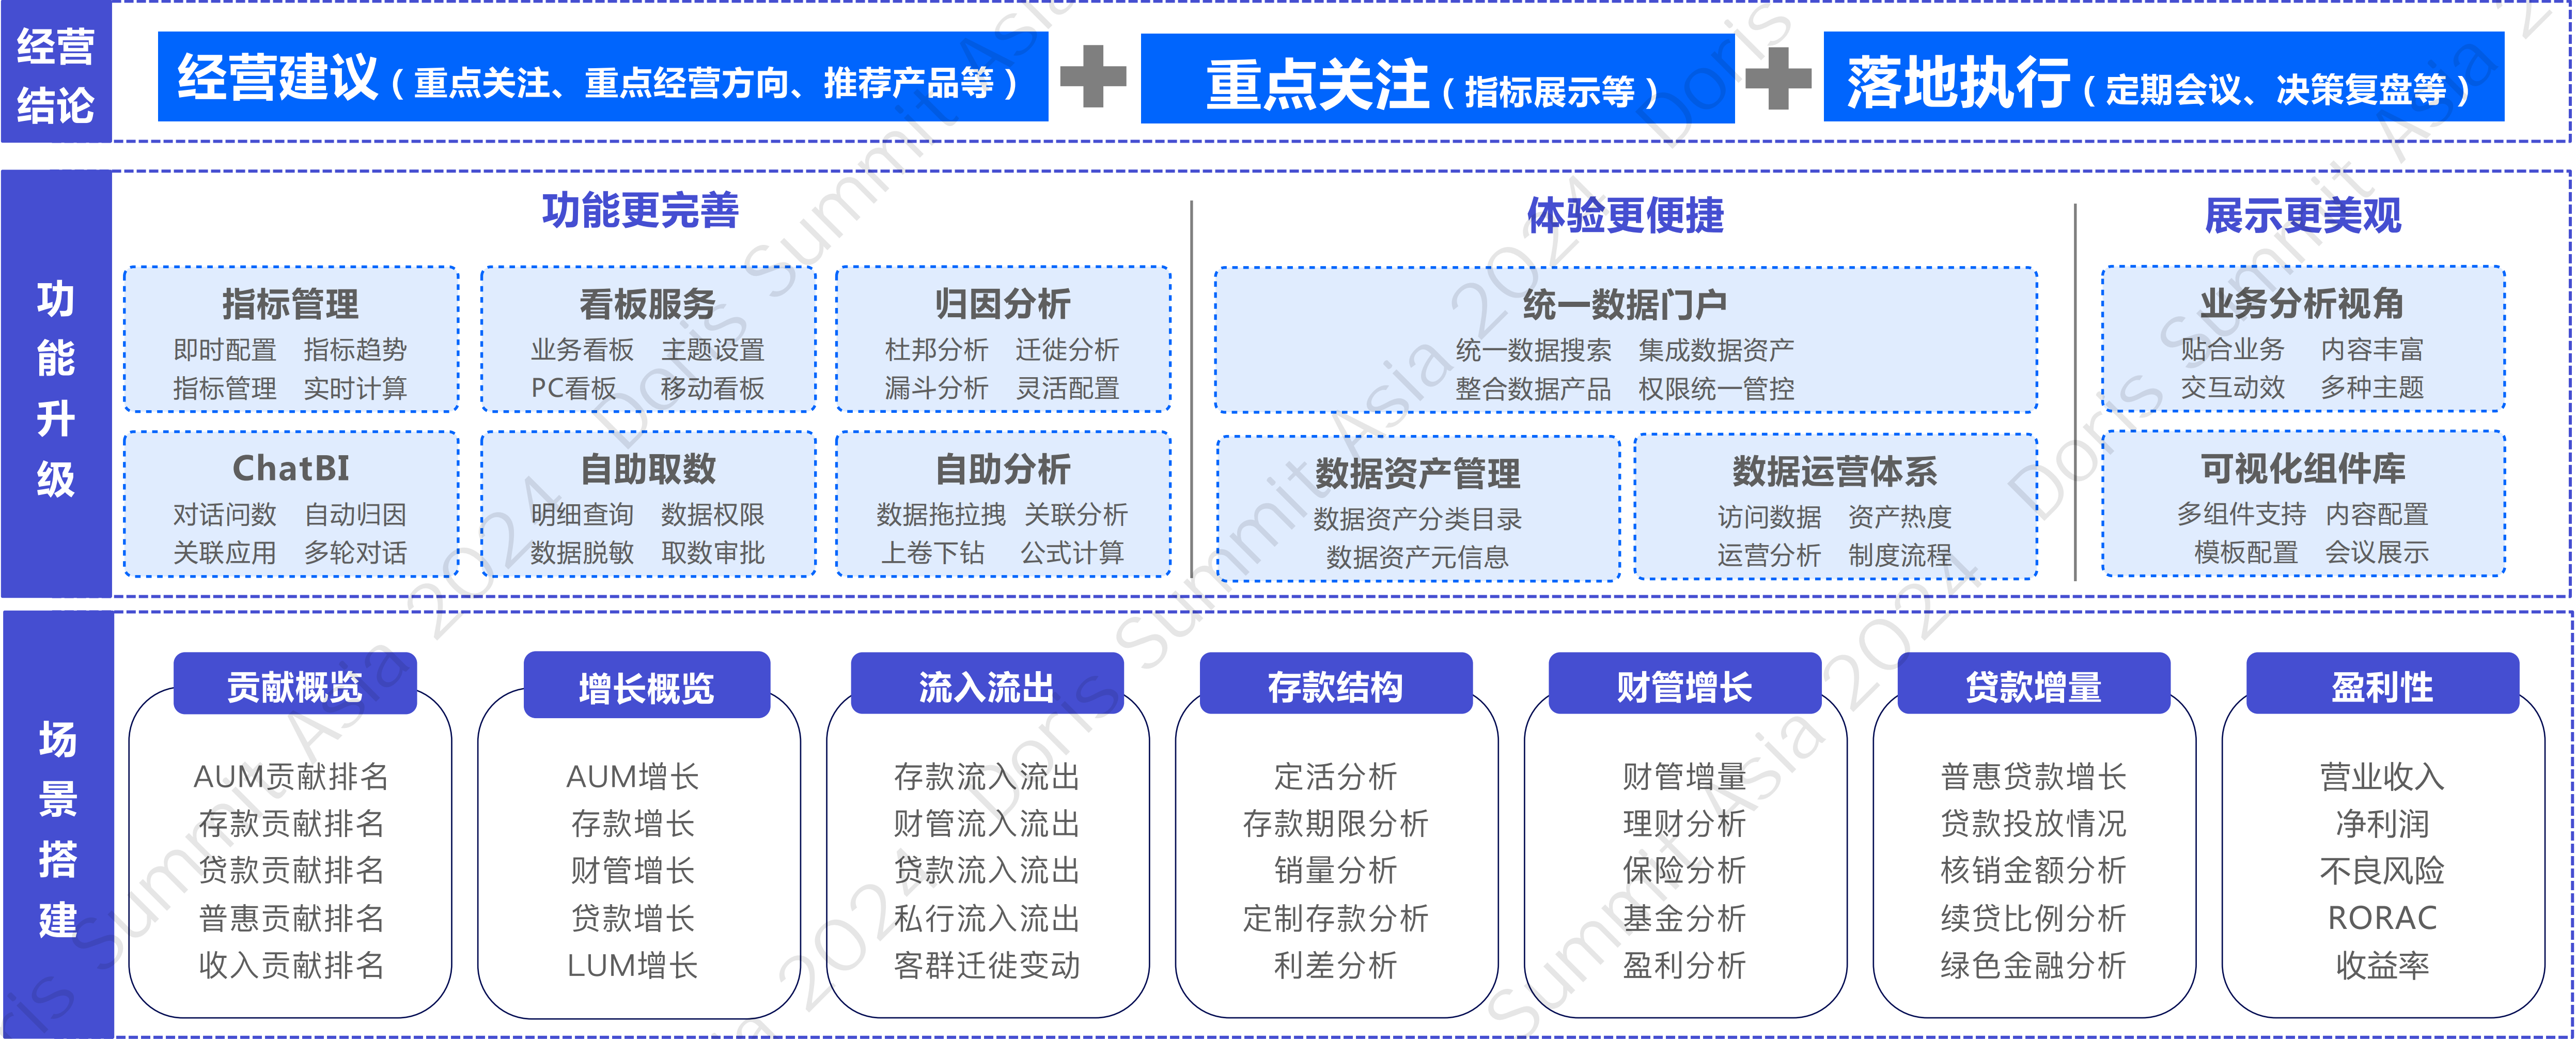 经营
结论
经营建议（重点关注、重点经营方向、推荐产品等）
重点关注（指标展示等）
落地执行（定期会议、决策复盘等）
功能升级
功能更完善
指标管理
即时配置 指标趋势
指标管理 实时计算
看板服务
业务看板 主题设置
PC看板 移动看板
归因分析
杜邦分析 迁徙分析
漏斗分析 灵活配置
ChatBI
对话问数 自动归因
关联应用 多轮对话
自助取数
明细查询 数据权限
数据脱敏 取数审批
自助分析
数据拖拉拽 关联分析
上卷下钻 公式计算
体验更便捷
统一数据门户
统一数据搜索 集成数据资产
整合数据产品 权限统一管控
数据资产管理
数据资产分类目录
数据资产元信息
数据运营体系
访问数据 资产热度
运营分析 制度流程
展示更美观
业务分析视角
贴合业务 内容丰富
交互动效 多种主题
可视化组件库
多组件支持 内容配置
模板配置 会议展示
场景搭建
贡献概览
AUM贡献排名
存款贡献排名
贷款贡献排名
普惠贡献排名
收入贡献排名
增长概览
AUM增长
存款增长
财管增长
贷款增长
LUM增长
流入流出
存款流入流出
财管流入流出
贷款流入流出
私行流入流出
客群迁徙变动
存款结构
定活分析
存款期限分析
销量分析
定制存款分析
利差分析
财管增长
财管增量
理财分析
保险分析
基金分析
盈利分析
贷款增量
普惠贷款增长
贷款投放情况
核销金额分析
续贷比例分析
绿色金融分析
盈利性
营业收入
净利润
不良风险
RORAC
收益率
Doris Summit Asia 2024